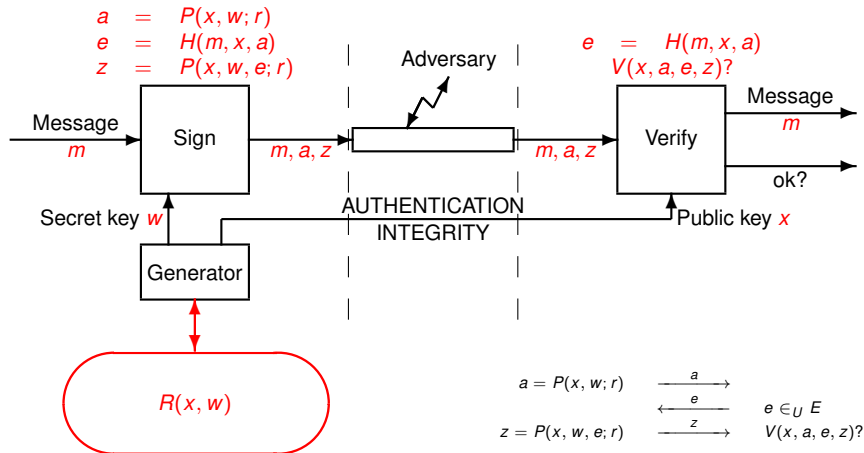 a = P(x, w; r)
e = H(m, x, a)
z = P(x, w, e; r)
e = H(m, x, a)
V(x, a, e, z)?
Adversary
Message
m
Sign
m, a, z
m, a, z
Verify
Message
m
ok?
Secret key w
AUTHENTICATION
INTEGRITY
Public key x
Generator
R(x, w)
a = P(x, w; r) a
e e ∈U E
z = P(x, w, e; r) z V(x, a, e, z)?